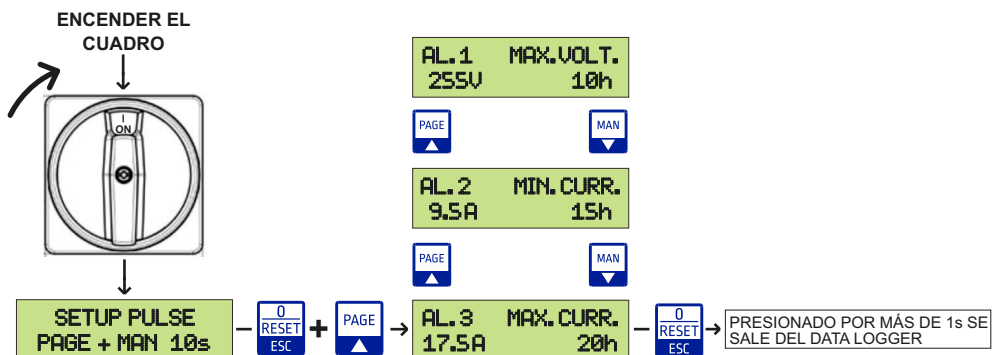 ENCENDER EL
CUADRO
I
ON
SETUP PULSE
PAGE + MAN 10s
0
RESET
ESC
+
PAGE
AL.1 MAX.VOLT.
255V 10h
PAGE
MAN
AL.2 MIN.CURR.
9.5A 15h
PAGE
MAN
AL.3 MAX.CURR.
17.5A 20h
0
RESET
ESC
PRESIONADO POR MÁS DE 1s SE
SALE DEL DATA LOGGER